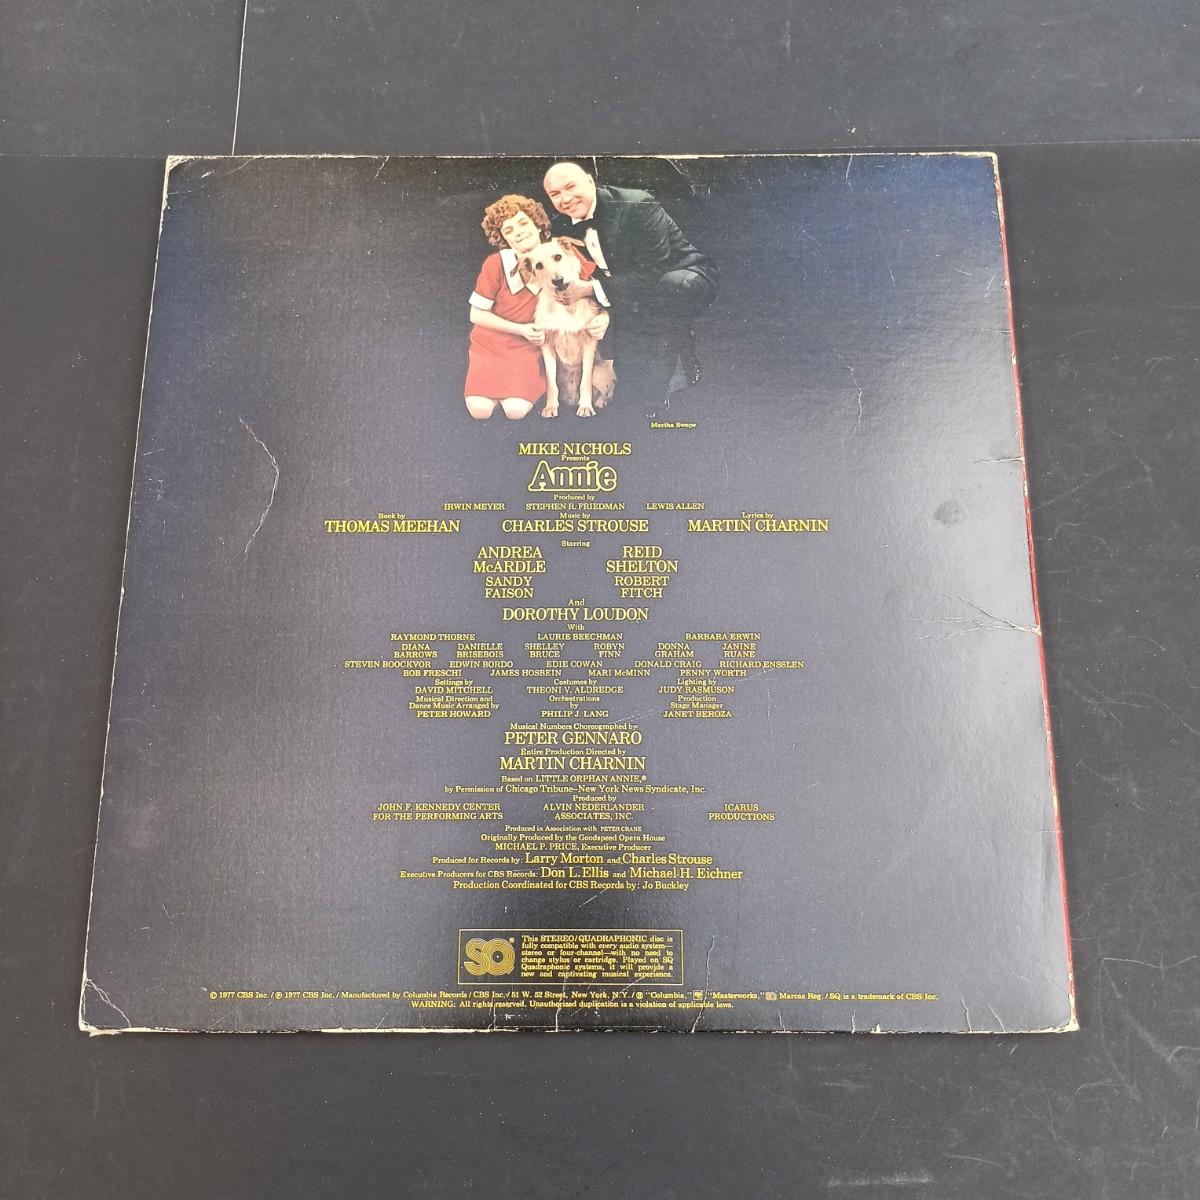 Martha Swope
MIKE NICHOLS
Presents
Annie
Produced by
IRWIN MEYER STEPHEN R. FRIEDMAN LEWIS ALLEN
Book by Music by Lyrics by
THOMAS MEEHAN CHARLES STROUSE MARTIN CHARNIN
Starring
ANDREA REID
McARDLE SHELTON
SANDY ROBERT
FAISON FITCH
And
DOROTHY LOUDON
With
RAYMOND THORNE LAURIE BEECHMAN BARBARA ERWIN
DIANA DANIELLE SHELLEY ROBYN DONNA JANINE
BARROWS BRISEBOIS BRUCE FINN GRAHAM RUANE
STEVEN BOOCKVOR EDWIN BORDO EDIE COWAN DONALD CRAIG RICHARD ENSSLEN
BOB FRESCHI JAMES HOSBEIN MARI McMINN PENNY WORTH
Settings by Costumes by Lighting by
DAVID MITCHELL THEONI V. ALDREDGE JUDY RASMUSON
Musical Direction and Orchestrations Production
Dance Music Arranged by by Stage Manager
PETER HOWARD PHILIP J. LANG JANET BEROZA
Musical Numbers Choreographed by
PETER GENNARO
Entire Production Directed by
MARTIN CHARNIN
Based on LITTLE ORPHAN ANNIE,®
by Permission of Chicago Tribune–New York News Syndicate, Inc.
Produced by
JOHN F. KENNEDY CENTER ALVIN NEDERLANDER ICARUS
FOR THE PERFORMING ARTS ASSOCIATES, INC. PRODUCTIONS
Produced in Association with PETER CRANE
Originally Produced by the Goodspeed Opera House
MICHAEL P. PRICE, Executive Producer
Produced for Records by: Larry Morton and Charles Strouse
Executive Producers for CBS Records: Don L. Ellis and Michael H. Eichner
Production Coordinated for CBS Records by: Jo Buckley
SQ®
This STEREO/QUADRAPHONIC disc is
fully compatible with every audio system—
stereo or four-channel—with no need to
change stylus or cartridge. Played on SQ
Quadraphonic systems, it will provide a
new and captivating musical experience.
© 1977 CBS Inc./℗ 1977 CBS Inc./Manufactured by Columbia Records/CBS Inc./51 W. 52 Street, New York, N.Y./® "Columbia," "Masterworks," SQ Marcas Reg./SQ is a trademark of CBS Inc.
WARNING: All rights reserved. Unauthorized duplication is a violation of applicable laws.